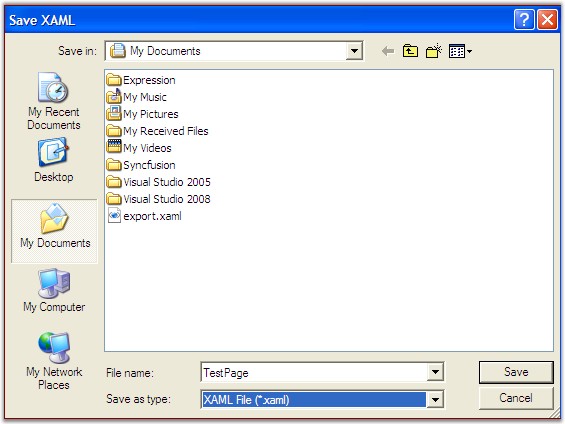 Save XAML
Save in: My Documents
My Recent
Documents
Desktop
My Documents
My Computer
My Network
Places
Expression
My Music
My Pictures
My Received Files
My Videos
Syncfusion
Visual Studio 2005
Visual Studio 2008
export.xaml
File name: TestPage Save
Save as type: XAML File (*.xaml) Cancel